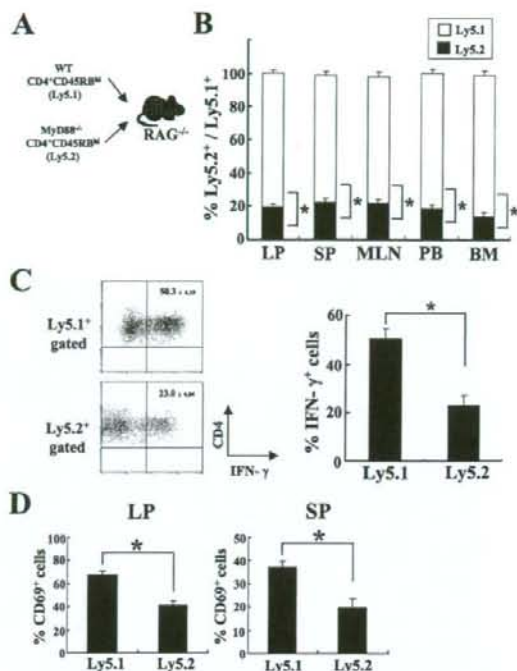 A
WT
CD4⁺CD45RBʰⁱ
(Ly5.1)
MyD88⁻/⁻
CD4⁺CD45RBʰⁱ
(Ly5.2)
RAG⁻/⁻
B
Ly5.1
Ly5.2
% Ly5.2⁺ / Ly5.1⁺
100
80
60
40
20
0
* * * * *
LP SP MLN PB BM
C
Ly5.1⁺
gated
Ly5.2⁺
gated
CD4
IFN- γ
% IFN- γ⁺ cells
60
40
20
0
*
Ly5.1 Ly5.2
D
LP
% CD69⁺ cells
100
80
60
40
20
0
*
Ly5.1 Ly5.2
SP
% CD69⁺ cells
50
40
30
20
10
0
*
Ly5.1 Ly5.2